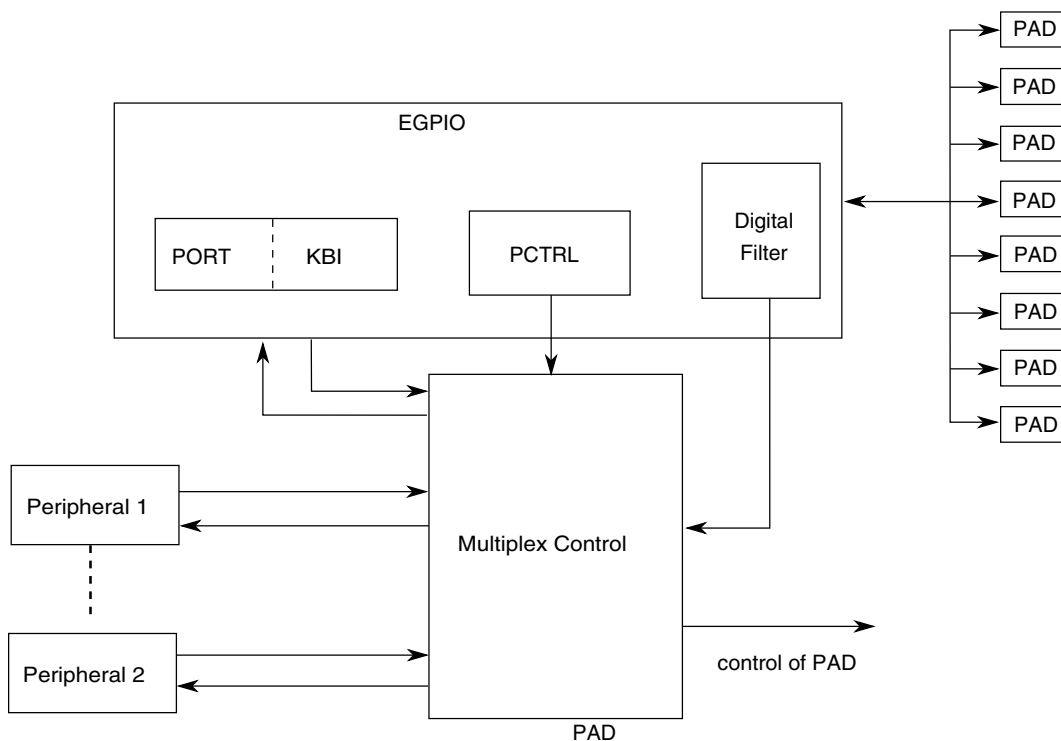 PAD
PAD
PAD
PAD
PAD
PAD
PAD
PAD
EGPIO
PORT
KBI
PCTRL
Digital
Filter
Peripheral 1
Multiplex Control
Peripheral 2
control of PAD
PAD